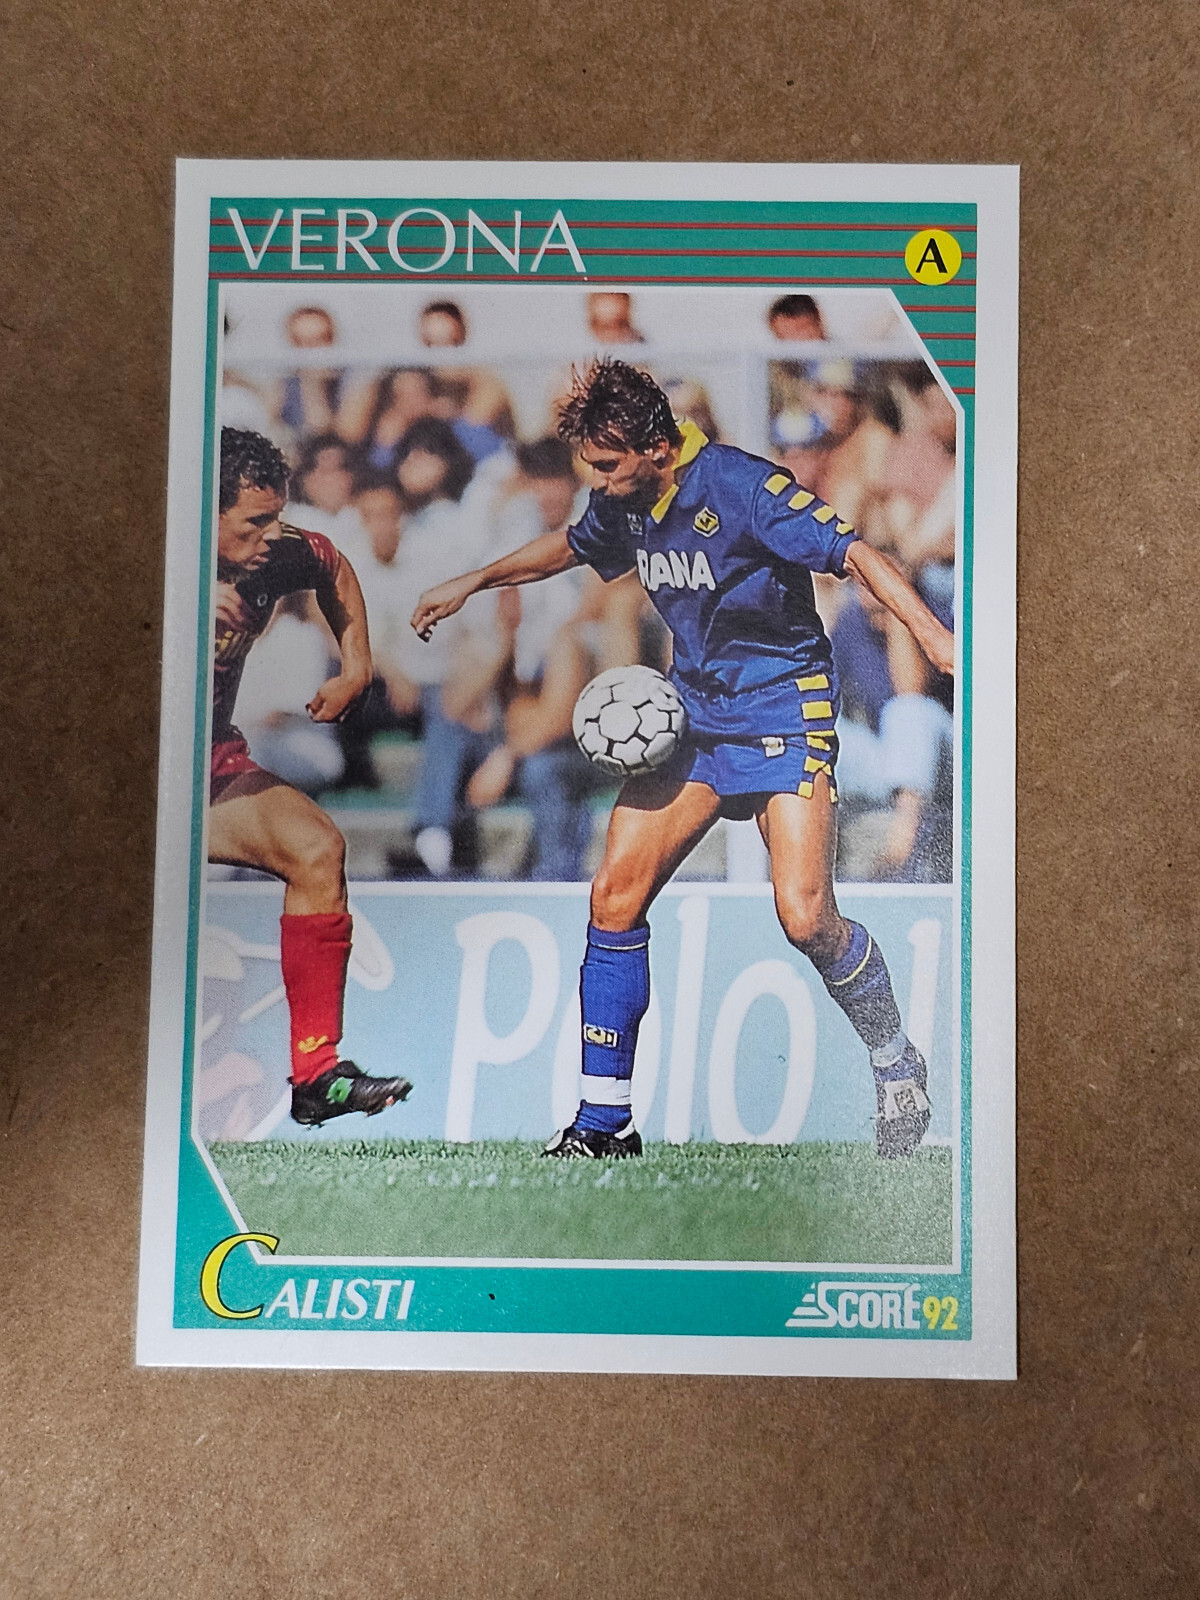 VERONA
A
RANA
Polo
CALISTI
SCORE 92